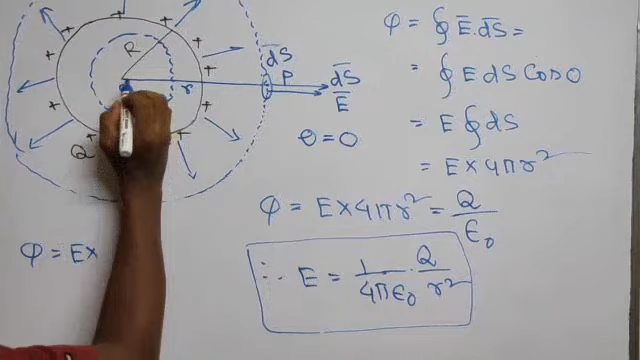 R
r
Q
+ + + + + + + + + +
dS
P
dS
E
θ = 0
φ = ∮ E . dS =
= ∮ E dS Cos O
= E ∮ dS
= E × 4πr²
φ = E × 4πr² = Q/ε₀
∴ E = 1/4πε₀ . Q/r²
φ = E×